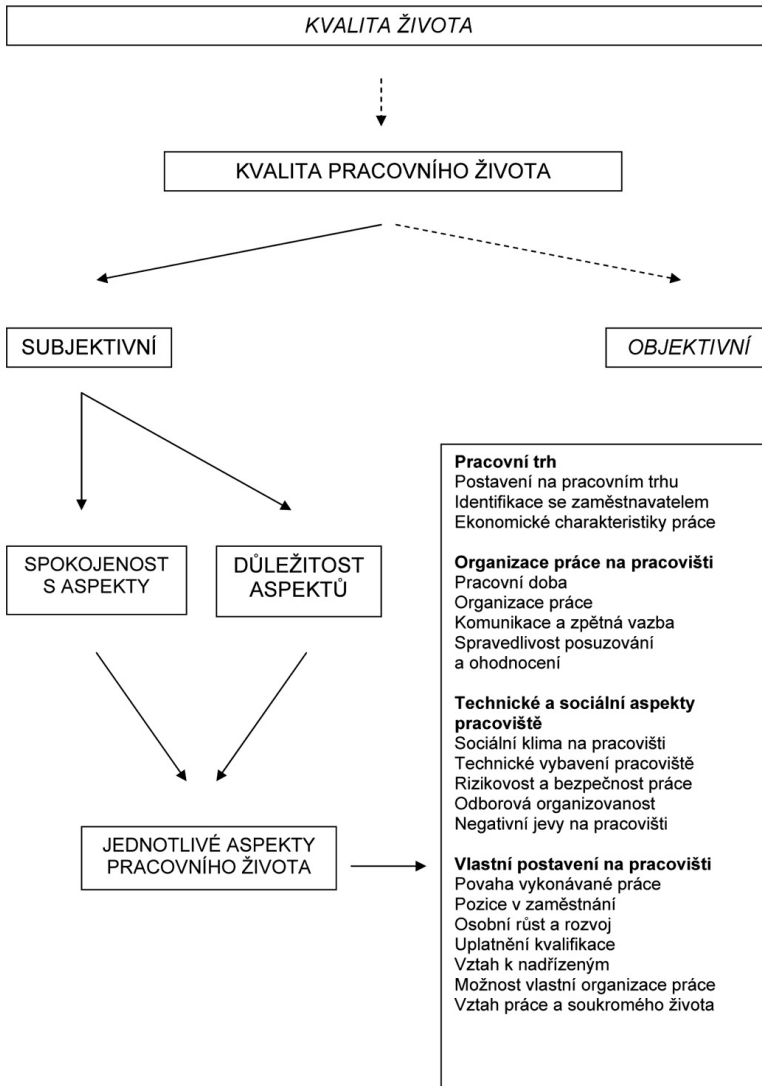 KVALITA ŽIVOTA
KVALITA PRACOVNÍHO ŽIVOTA
SUBJEKTIVNÍ
OBJEKTIVNÍ
SPOKOJENOST
S ASPEKTY
DŮLEŽITOST
ASPEKTŮ
JEDNOTLIVÉ ASPEKTY
PRACOVNÍHO ŽIVOTA
Pracovní trh
Postavení na pracovním trhu
Identifikace se zaměstnavatelem
Ekonomické charakteristiky práce
Organizace práce na pracovišti
Pracovní doba
Organizace práce
Komunikace a zpětná vazba
Spravedlivost posuzování
a ohodnocení
Technické a sociální aspekty
pracoviště
Sociální klima na pracovišti
Technické vybavení pracoviště
Rizikovost a bezpečnost práce
Odborová organizovanost
Negativní jevy na pracovišti
Vlastní postavení na pracovišti
Povaha vykonávané práce
Pozice v zaměstnání
Osobní růst a rozvoj
Uplatnění kvalifikace
Vztah k nadřízeným
Možnost vlastní organizace práce
Vztah práce a soukromého života